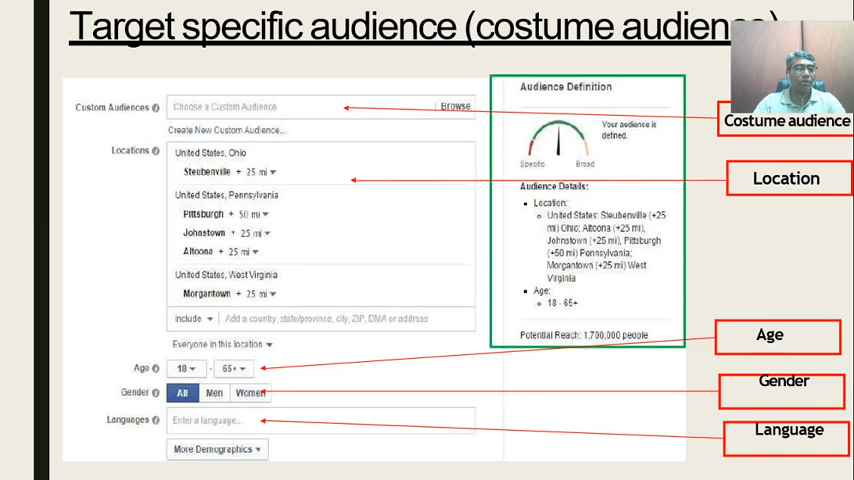 Target specific audience (costume audience)
Custom Audiences
Choose a Custom Audience
Browse
Create New Custom Audience...
Locations
United States, Ohio
Steubenville + 25 mi
United States, Pennsylvania
Pittsburgh + 50 mi
Johnstown + 25 mi
Altoona + 25 mi
United States, West Virginia
Morgantown + 25 mi
Include
Add a country, state/province, city, ZIP, DMA or address
Everyone in this location
Age
18 - 65+
Gender
All Men Women
Languages
Enter a language...
More Demographics
Audience Definition
Your audience is
defined.
Specific Broad
Audience Details:
Location:
United States: Steubenville (+25
mi) Ohio; Altoona (+25 mi),
Johnstown (+25 mi), Pittsburgh
(+50 mi) Pennsylvania;
Morgantown (+25 mi) West
Virginia
Age:
18 - 65+
Potential Reach: 1,700,000 people
Costume audience
Location
Age
Gender
Language